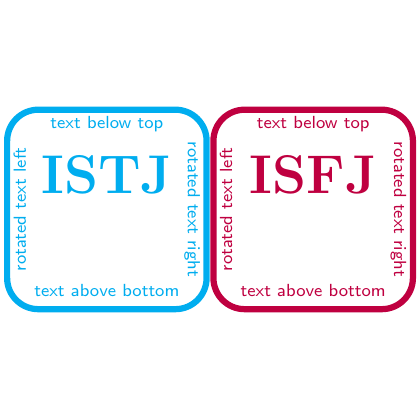 text below top
rotated text left
ISTJ
rotated text right
text above bottom
text below top
rotated text left
ISFJ
rotated text right
text above bottom